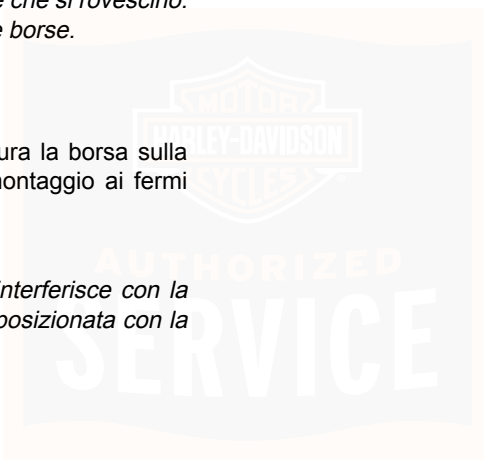 e che si rovescino.
e borse.
ura la borsa sulla
montaggio ai fermi
interferisce con la
posizionata con la
MOTOR
HARLEY-DAVIDSON
CYCLES
AUTHORIZED
SERVICE